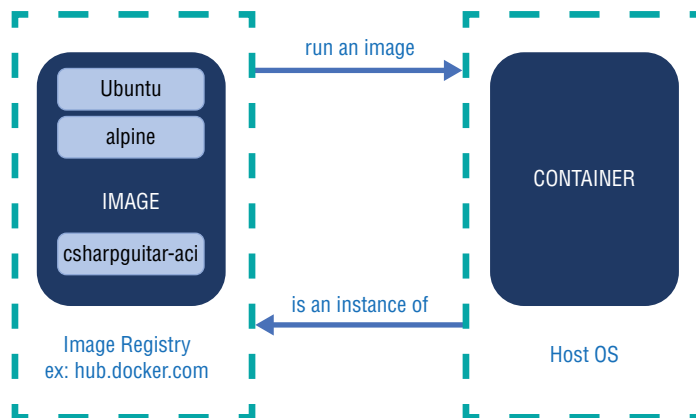 run an image
Ubuntu
alpine
IMAGE
csharpguitar-aci
CONTAINER
is an instance of
Image Registry
ex: hub.docker.com
Host OS